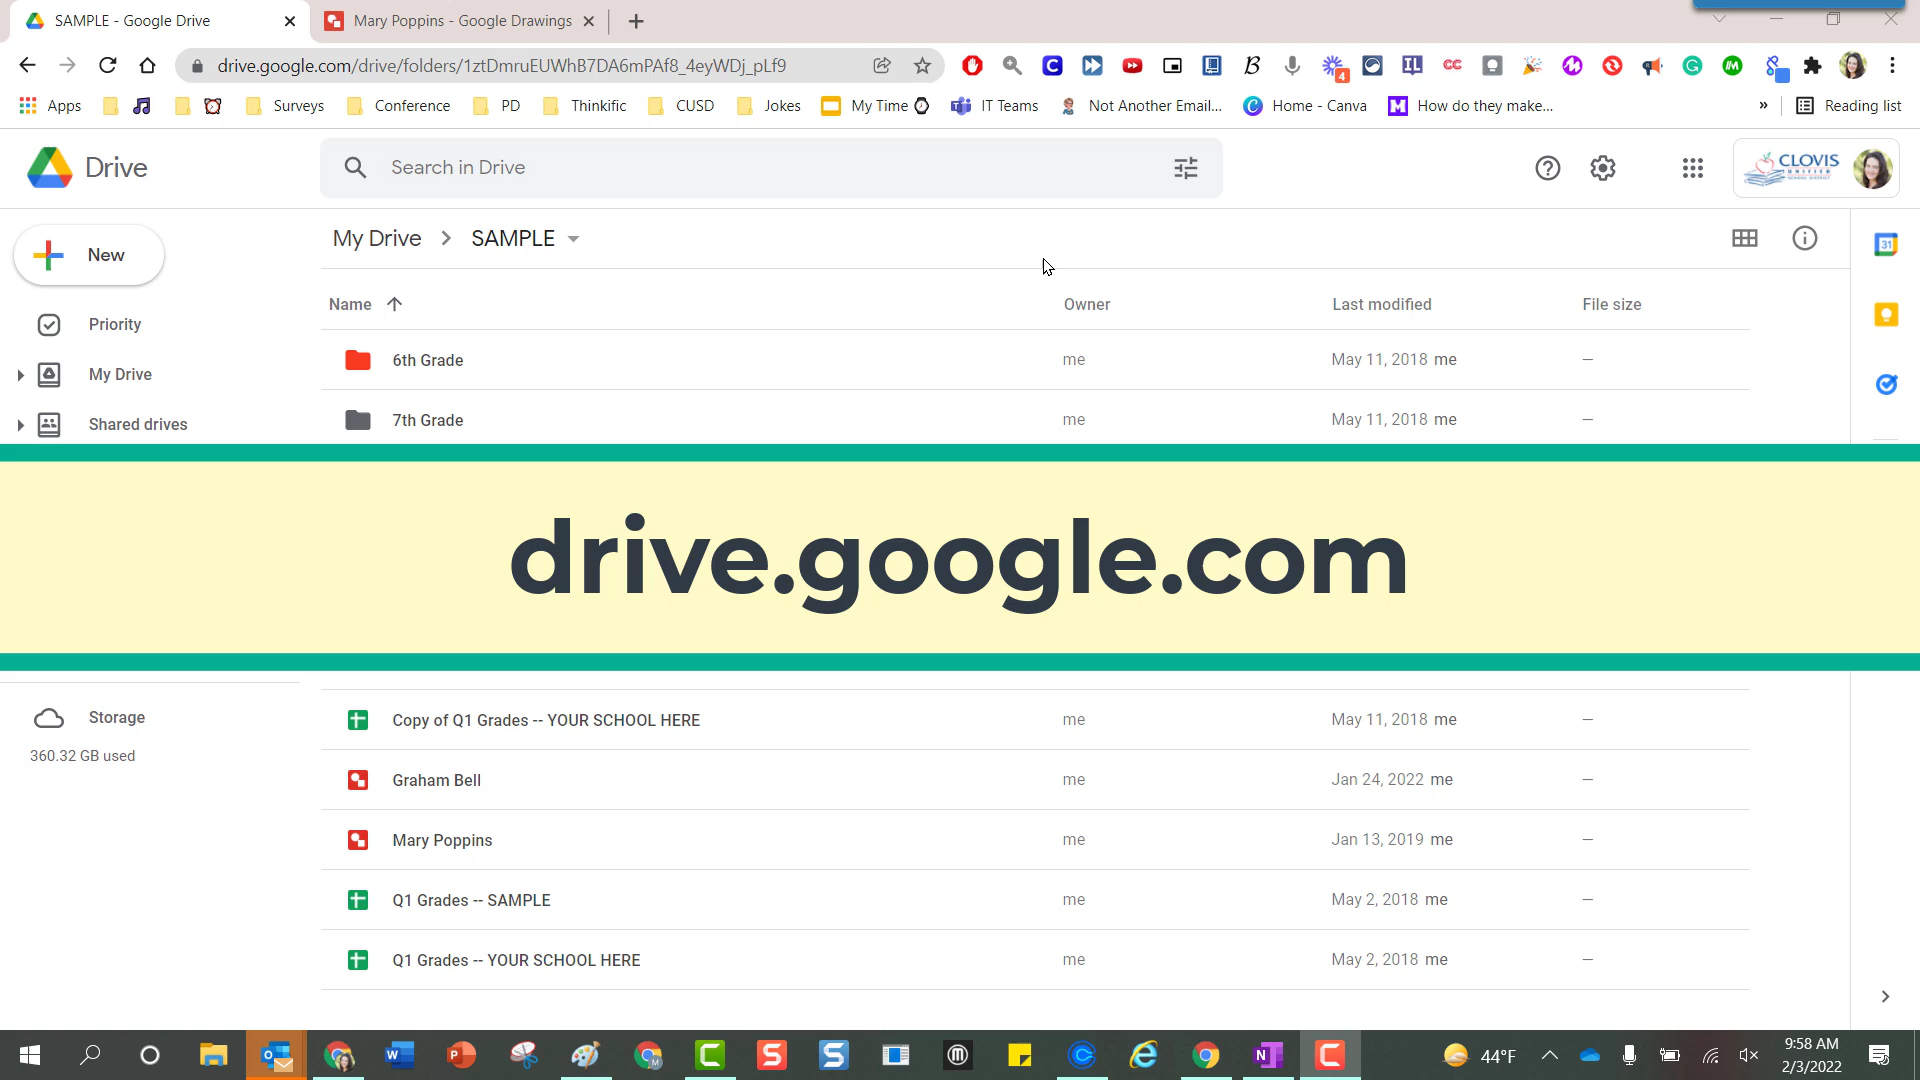 SAMPLE - Google Drive
Mary Poppins - Google Drawings
drive.google.com/drive/folders/1ztDmruEUWhB7DA6mPAf8_4eyWDj_pLf9
4
Apps
Surveys
Conference
PD
Thinkific
CUSD
Jokes
My Time
IT Teams
Not Another Email...
Home - Canva
How do they make...
»
Reading list
Drive
Search in Drive
CLOVIS
UNIFIED
SCHOOL DISTRICT
New
My Drive
SAMPLE
31
Name
Owner
Last modified
File size
Priority
6th Grade
me
May 11, 2018 me
—
My Drive
7th Grade
me
May 11, 2018 me
—
Shared drives
drive.google.com
Storage
360.32 GB used
Copy of Q1 Grades -- YOUR SCHOOL HERE
me
May 11, 2018 me
—
Graham Bell
me
Jan 24, 2022 me
—
Mary Poppins
me
Jan 13, 2019 me
—
Q1 Grades -- SAMPLE
me
May 2, 2018 me
—
Q1 Grades -- YOUR SCHOOL HERE
me
May 2, 2018 me
—
44°F
9:58 AM
2/3/2022